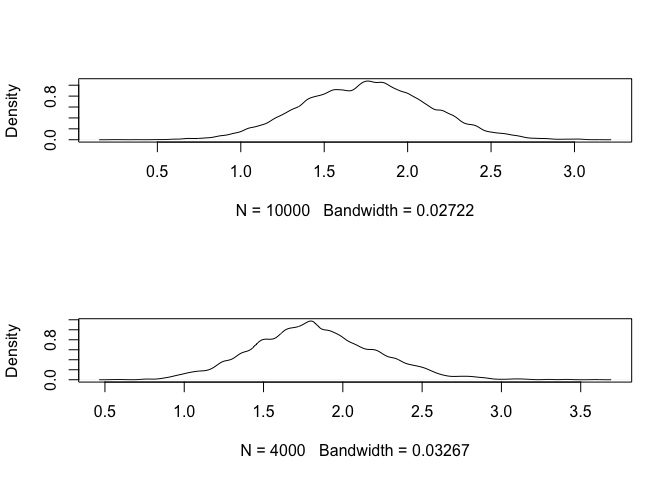 Density
0.8
0.0
0.5 1.0 1.5 2.0 2.5 3.0
N = 10000 Bandwidth = 0.02722
Density
0.8
0.0
0.5 1.0 1.5 2.0 2.5 3.0 3.5
N = 4000 Bandwidth = 0.03267